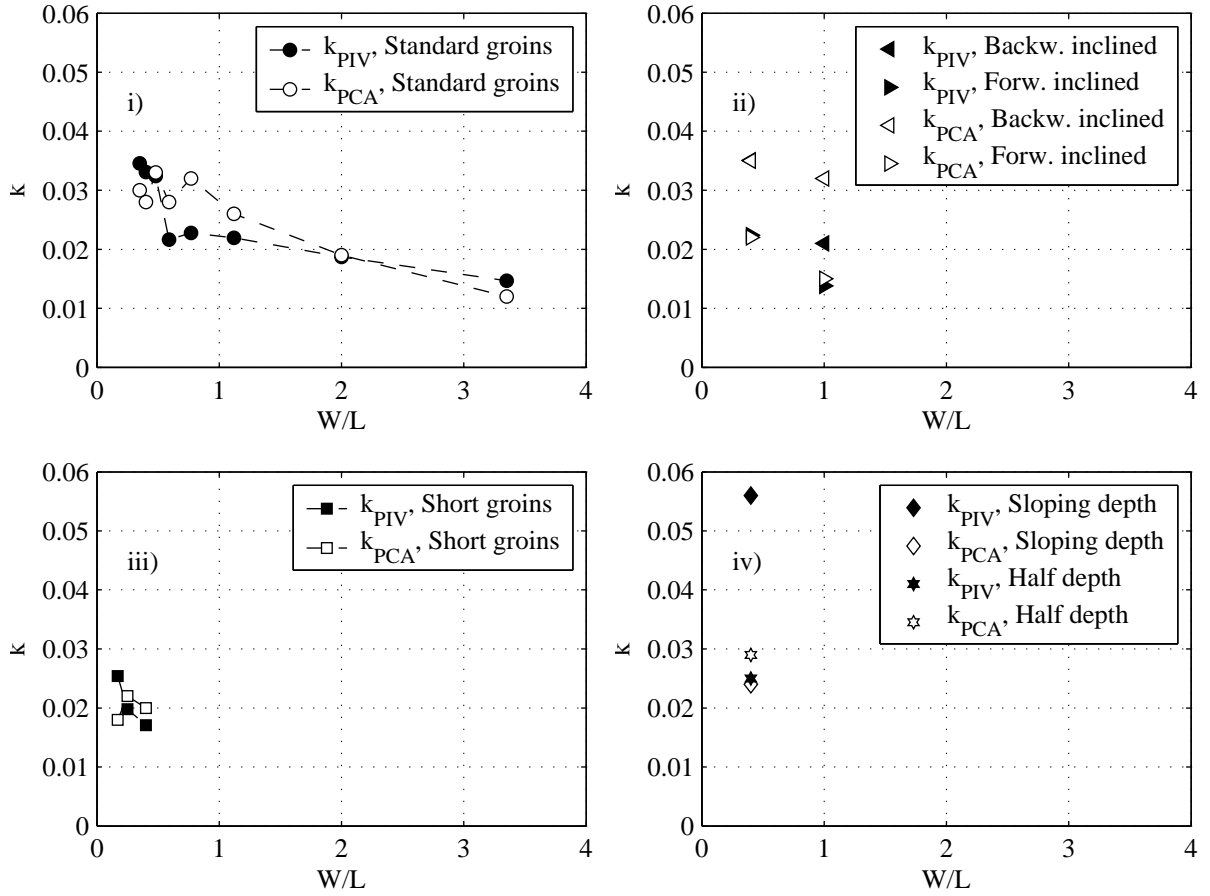 0.06
0.05
0.04
0.03
0.02
0.01
0
k
i)
k_PIV, Standard groins
k_PCA, Standard groins
0 1 2 3 4
W/L
0.06
0.05
0.04
0.03
0.02
0.01
0
k
ii)
k_PIV, Backw. inclined
k_PIV, Forw. inclined
k_PCA, Backw. inclined
k_PCA, Forw. inclined
0 1 2 3 4
W/L
0.06
0.05
0.04
0.03
0.02
0.01
0
k
iii)
k_PIV, Short groins
k_PCA, Short groins
0 1 2 3 4
W/L
0.06
0.05
0.04
0.03
0.02
0.01
0
k
iv)
k_PIV, Sloping depth
k_PCA, Sloping depth
k_PIV, Half depth
k_PCA, Half depth
0 1 2 3 4
W/L